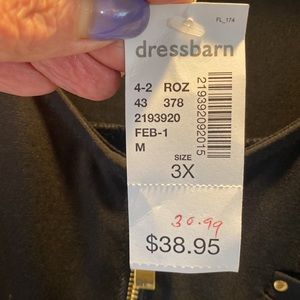 FL_174
dressbarn
4-2 ROZ
43 378
2193920
FEB-1
M
SIZE
3X
219392092015
30.99
$38.95